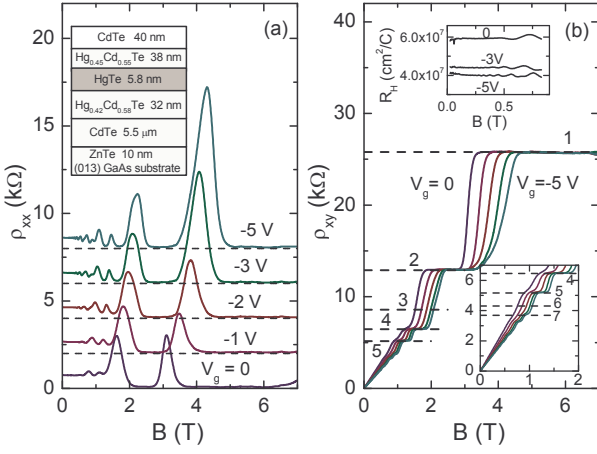 (a)
CdTe 40 nm
Hg0.45Cd0.55Te 38 nm
HgTe 5.8 nm
Hg0.42Cd0.58Te 32 nm
CdTe 5.5 μm
ZnTe 10 nm
(013) GaAs substrate
ρxx (kΩ)
20
15
10
5
0
-5 V
-3 V
-2 V
-1 V
Vg= 0
0 2 4 6
B (T)
(b)
ρxy (kΩ)
40
30
20
10
0
RH (cm²/C)
6.0x10⁷
4.0x10⁷
0
-3V
-5V
0 0.5
B (T)
1
Vg= 0
Vg=-5 V
2
3
4
5
6
4
2
0
5
6
7
0 1 2
0 2 4 6
B (T)